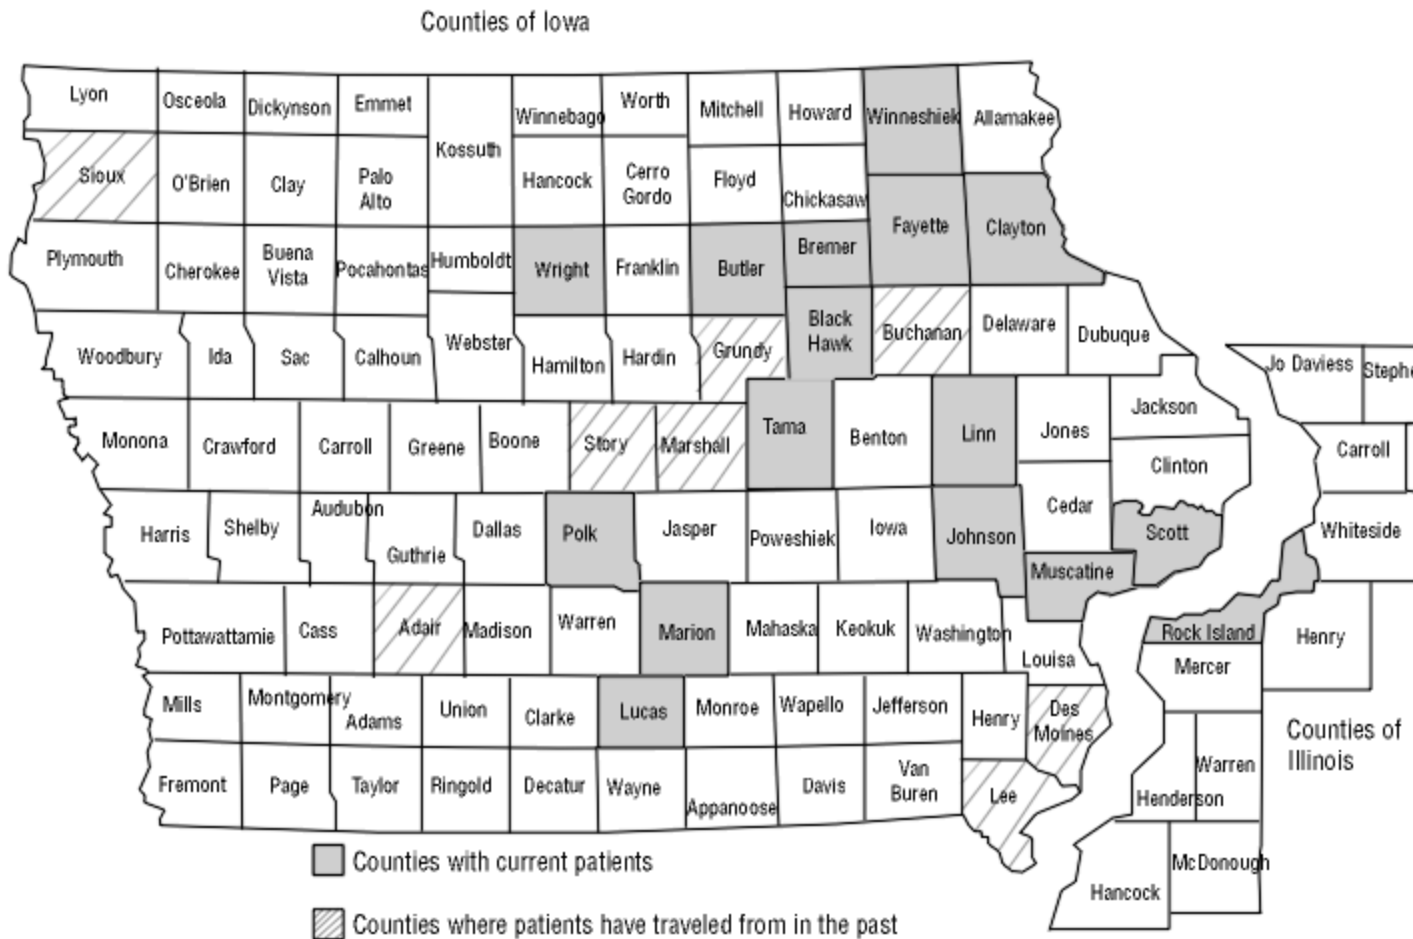 Counties of Iowa
Lyon
Osceola
Dickynson
Emmet
Kossuth
Winnebago
Worth
Mitchell
Howard
Winneshiek
Allamakee
Sioux
O'Brien
Clay
Palo
Alto
Hancock
Cerro
Gordo
Floyd
Chickasaw
Fayette
Clayton
Plymouth
Cherokee
Buena
Vista
Pocahontas
Humboldt
Wright
Franklin
Butler
Bremer
Black
Hawk
Buchanan
Delaware
Dubuque
Woodbury
Ida
Sac
Calhoun
Webster
Hamilton
Hardin
Grundy
Jo Daviess
Stephe
Monona
Crawford
Carroll
Greene
Boone
Story
Marshall
Tama
Benton
Linn
Jones
Jackson
Clinton
Carroll
Harris
Shelby
Audubon
Guthrie
Dallas
Polk
Jasper
Poweshiek
Iowa
Johnson
Cedar
Muscatine
Scott
Whiteside
Pottawattamie
Cass
Adair
Madison
Warren
Marion
Mahaska
Keokuk
Washington
Louisa
Rock Island
Henry
Mercer
Mills
Montgomery
Adams
Union
Clarke
Lucas
Monroe
Wapello
Jefferson
Henry
Des
Moines
Counties of
Illinois
Fremont
Page
Taylor
Ringold
Decatur
Wayne
Appanoose
Davis
Van
Buren
Lee
Warren
Henderson
Hancock
McDonough
Counties with current patients
Counties where patients have traveled from in the past